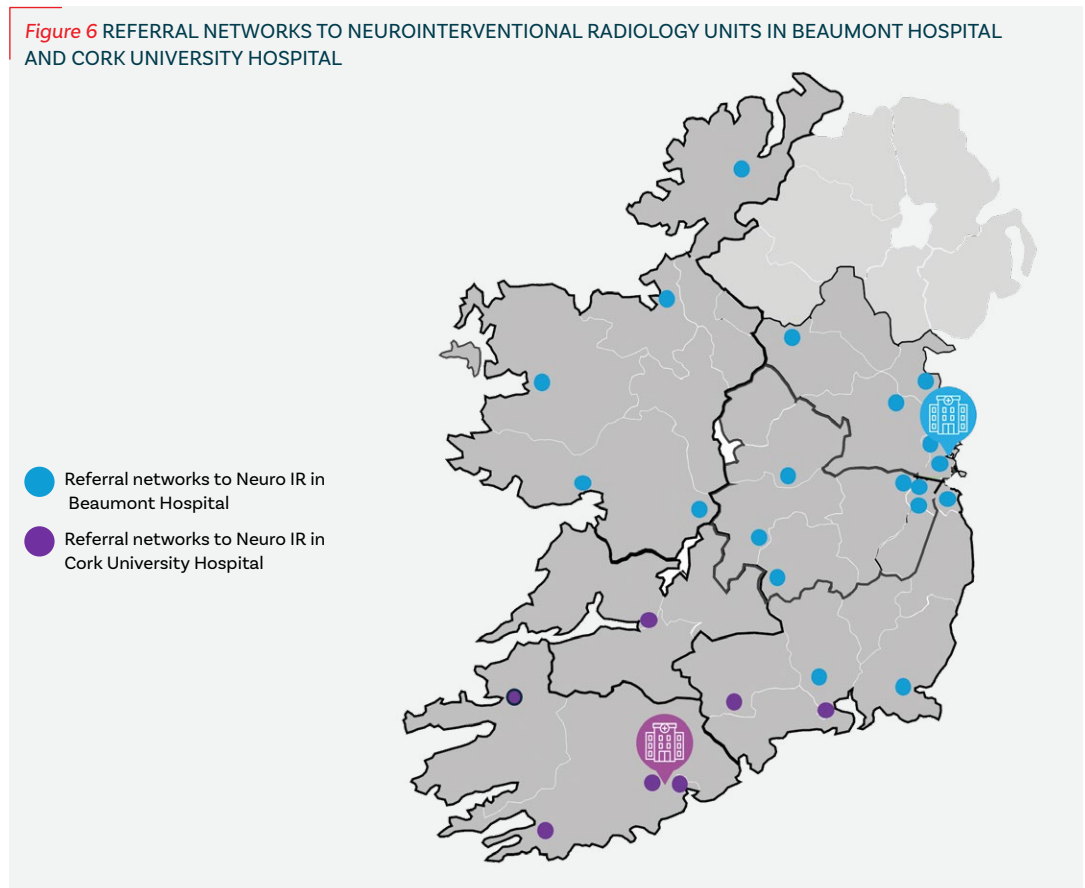 Figure 6 REFERRAL NETWORKS TO NEUROINTERVENTIONAL RADIOLOGY UNITS IN BEAUMONT HOSPITAL
AND CORK UNIVERSITY HOSPITAL
Referral networks to Neuro IR in
Beaumont Hospital
Referral networks to Neuro IR in
Cork University Hospital